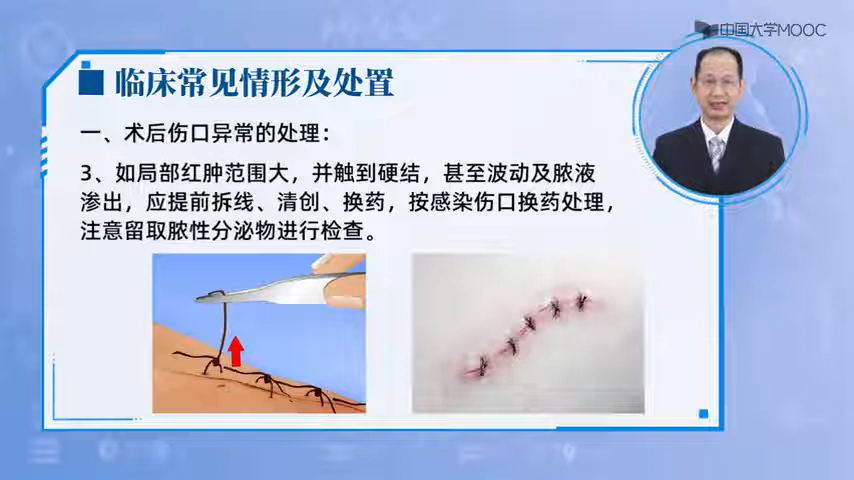 中国大学MOOC
临床常见情形及处置
一、术后伤口异常的处理：
3、如局部红肿范围大，并触到硬结，甚至波动及脓液
渗出，应提前拆线、清创、换药，按感染伤口换药处理，
注意留取脓性分泌物进行检查。